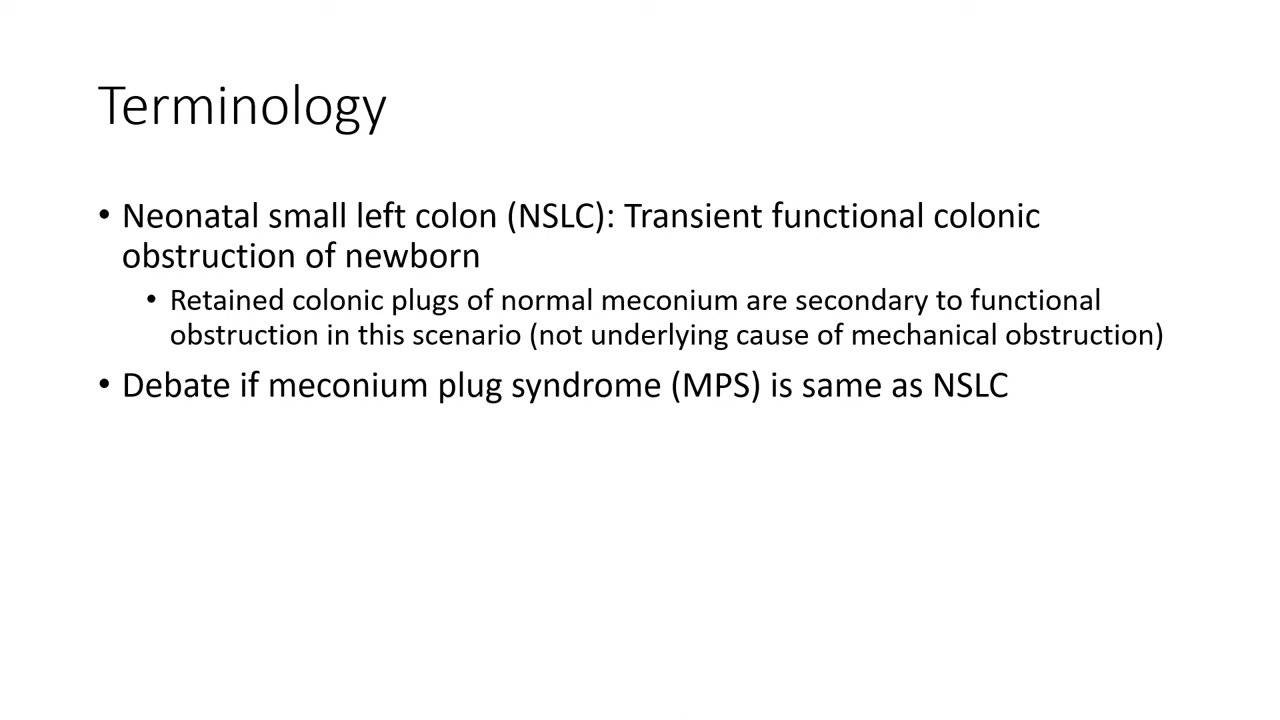 Terminology
• Neonatal small left colon (NSLC): Transient functional colonic
obstruction of newborn
• Retained colonic plugs of normal meconium are secondary to functional
obstruction in this scenario (not underlying cause of mechanical obstruction)
• Debate if meconium plug syndrome (MPS) is same as NSLC